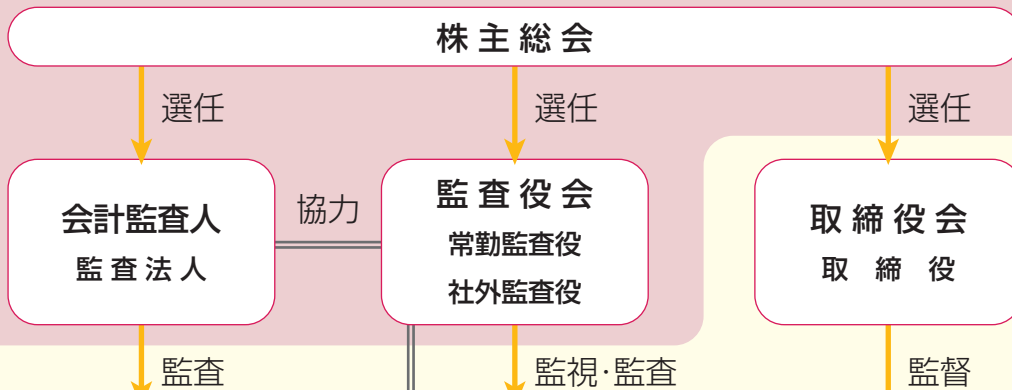 株主総会
選任
選任
選任
会計監査人
監査法人
協力
監査役会
常勤監査役
社外監査役
取締役会
取締役
監査
監視・監査
監督